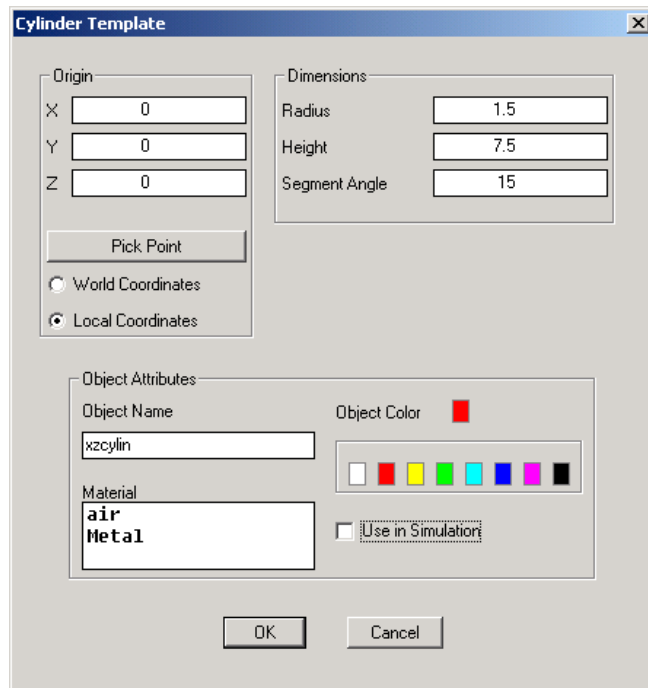 Cylinder Template
Origin
X 0
Y 0
Z 0
Pick Point
World Coordinates
Local Coordinates
Dimensions
Radius 1.5
Height 7.5
Segment Angle 15
Object Attributes
Object Name
xzcylin
Material
air
Metal
Object Color
Use in Simulation
OK
Cancel